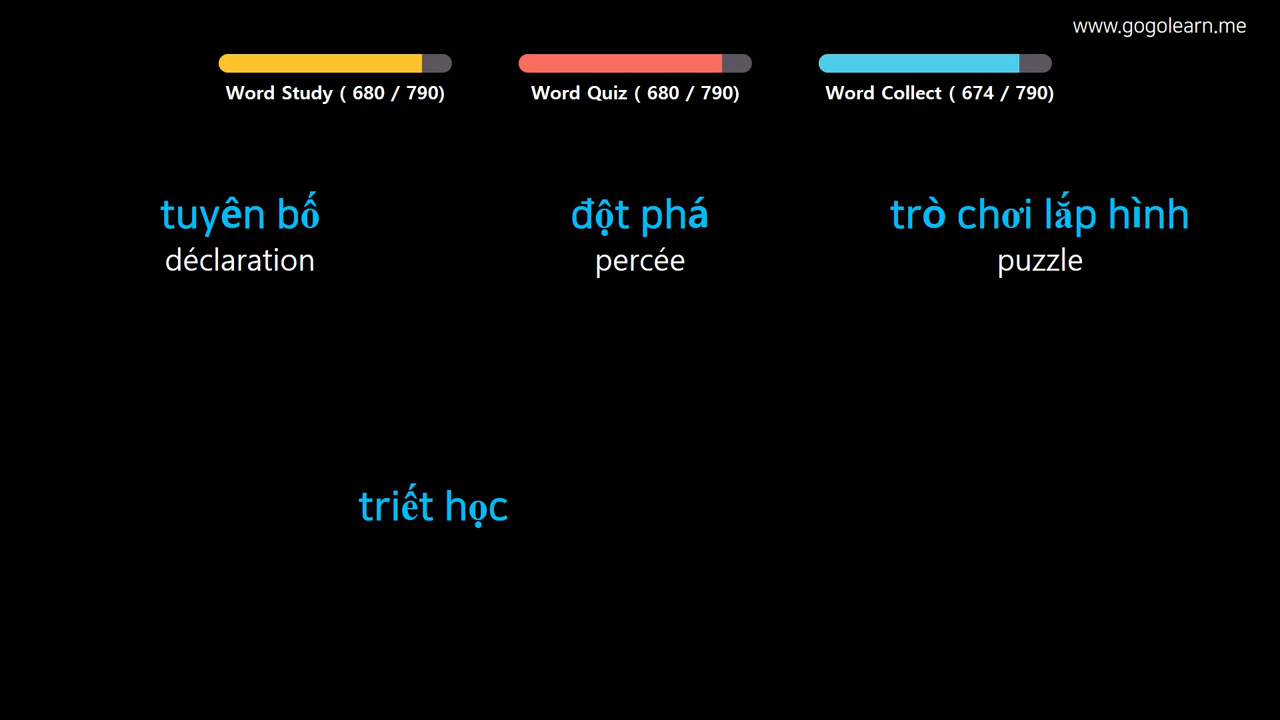 www.gogolearn.me
Word Study ( 680 / 790)
Word Quiz ( 680 / 790)
Word Collect ( 674 / 790)
tuyên bố
déclaration
đột phá
percée
trò chơi lắp hình
puzzle
triết học